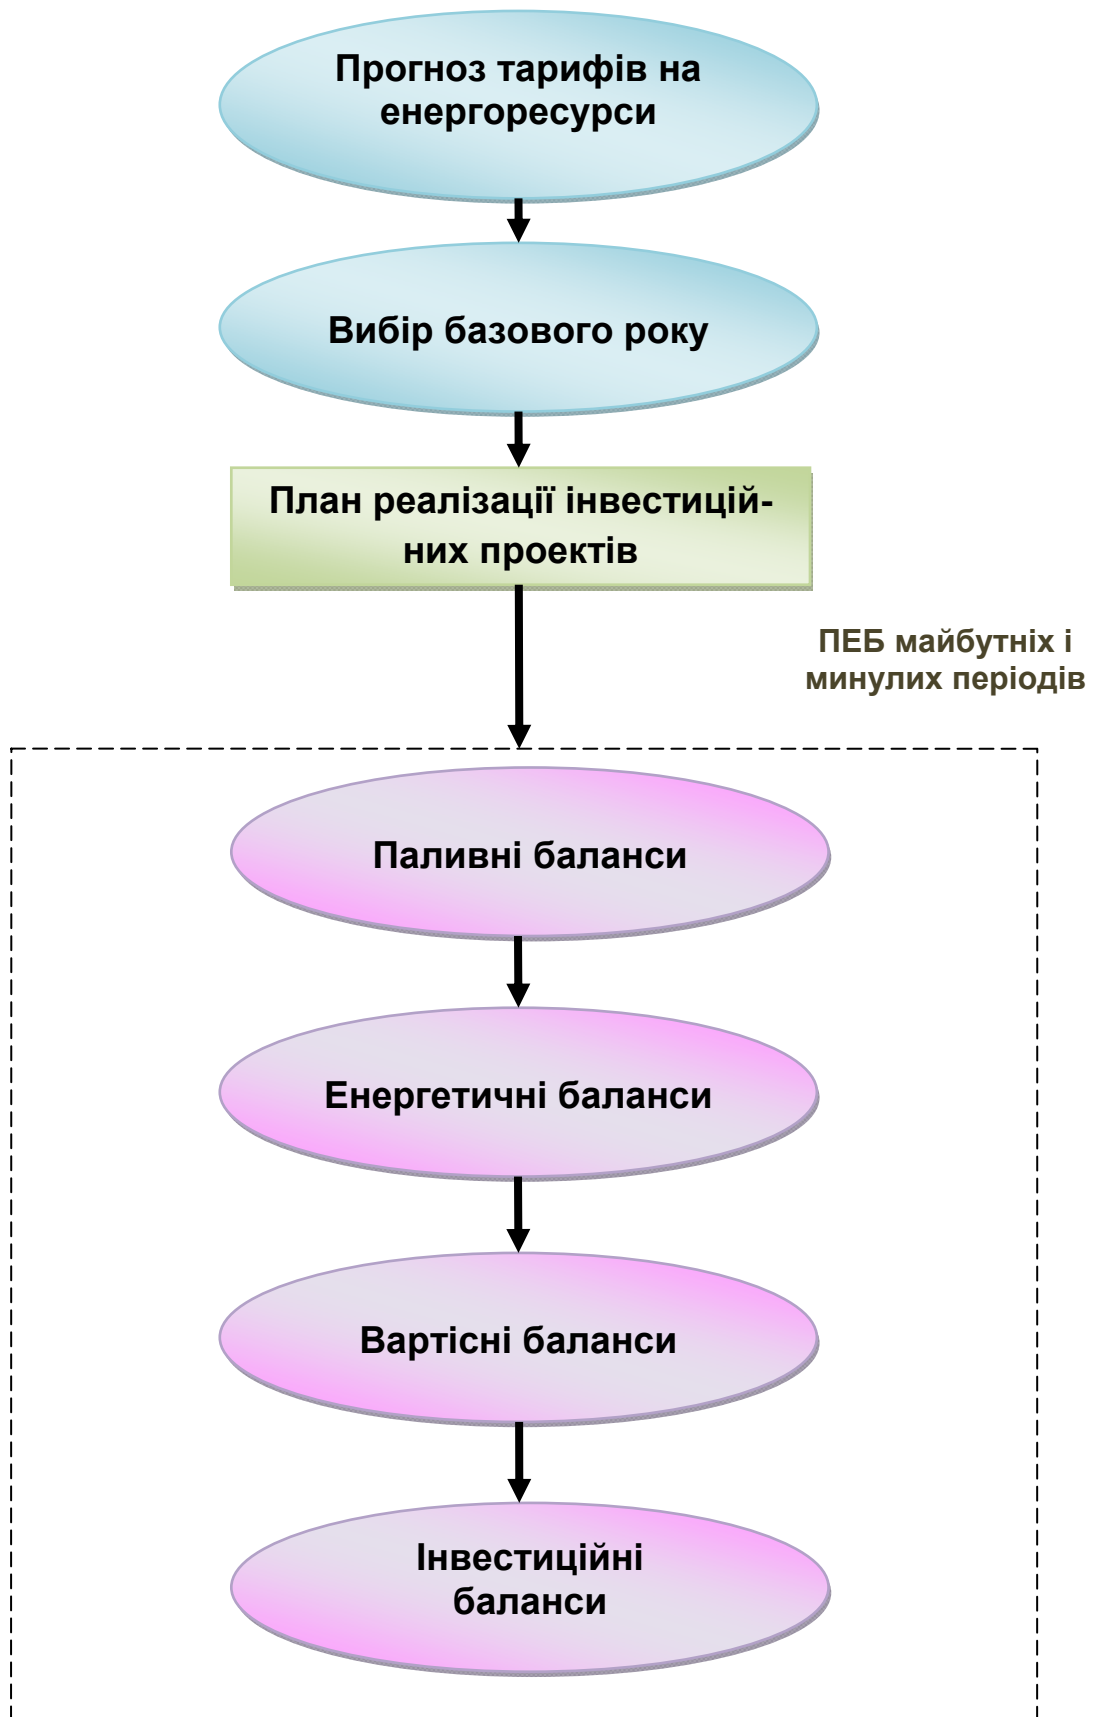 Прогноз тарифів на
енергоресурси
Вибір базового року
План реалізації інвестицій-
них проектів
ПЕБ майбутніх і
минулих періодів
Паливні баланси
Енергетичні баланси
Вартісні баланси
Інвестиційні
баланси